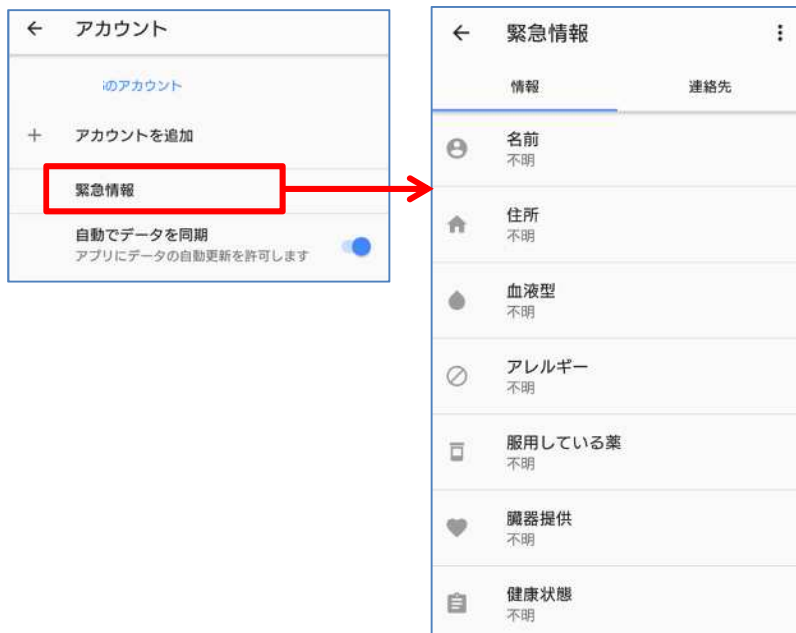 アカウント
のアカウント
アカウントを追加
緊急情報
自動でデータを同期
アプリにデータの自動更新を許可します
緊急情報
情報
連絡先
名前
不明
住所
不明
血液型
不明
アレルギー
不明
服用している薬
不明
臓器提供
不明
健康状態
不明